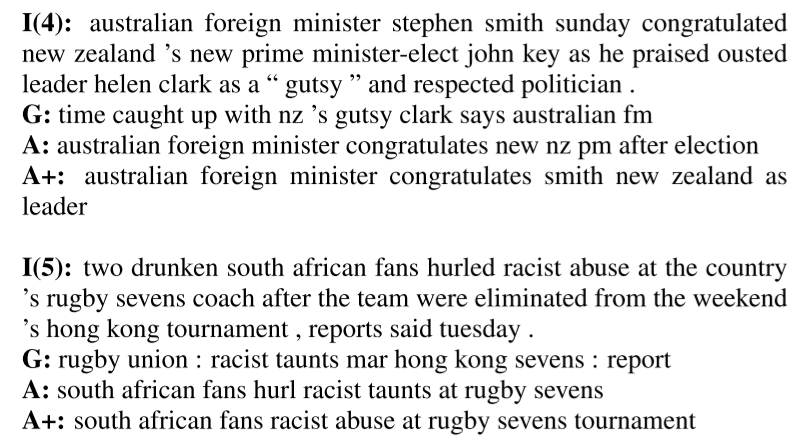 I(4): australian foreign minister stephen smith sunday congratulated
new zealand 's new prime minister-elect john key as he praised ousted
leader helen clark as a “ gutsy ” and respected politician .
G: time caught up with nz 's gutsy clark says australian fm
A: australian foreign minister congratulates new nz pm after election
A+: australian foreign minister congratulates smith new zealand as
leader
I(5): two drunken south african fans hurled racist abuse at the country
's rugby sevens coach after the team were eliminated from the weekend
's hong kong tournament , reports said tuesday .
G: rugby union : racist taunts mar hong kong sevens : report
A: south african fans hurl racist taunts at rugby sevens
A+: south african fans racist abuse at rugby sevens tournament